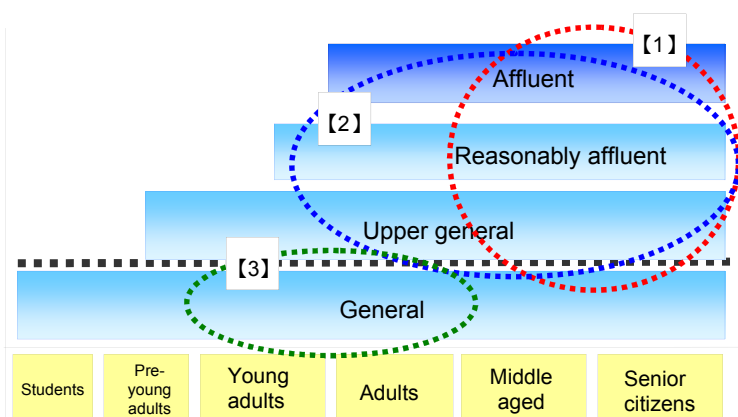 【1】
Affluent
【2】
Reasonably affluent
Upper general
【3】
General
Students
Pre-
young
adults
Young
adults
Adults
Middle
aged
Senior
citizens